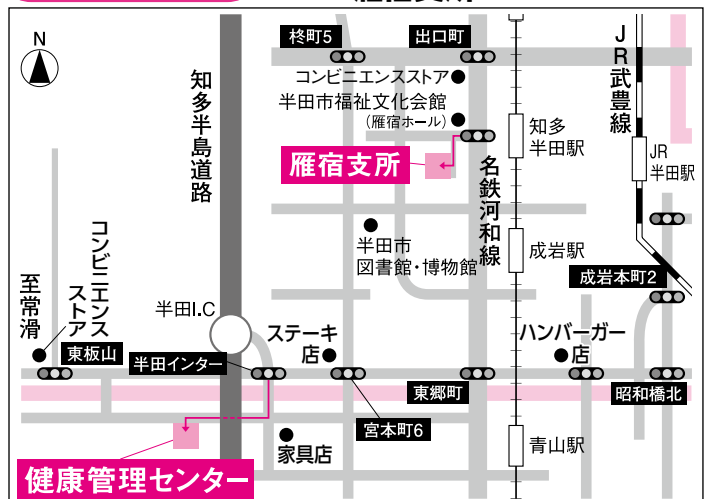 柊町5
出口町
N
JR武豊線
知多半島道路
コンビニエンスストア
半田市福祉文化会館
(雁宿ホール)
知多
半田駅
JR
半田駅
雁宿支所
名鉄河和線
半田市
図書館・博物館
成岩駅
成岩本町2
コンビニエンス
ストア
至常滑
半田I.C
ステーキ
店
ハンバーガー
店
東板山
半田インター
東郷町
昭和橋北
宮本町6
家具店
青山駅
健康管理センター